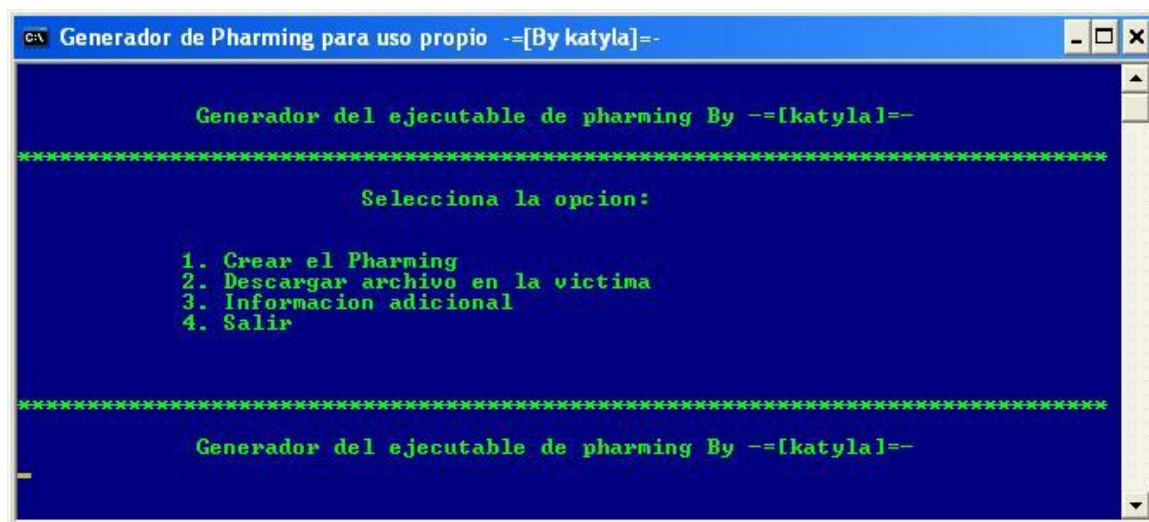 C:\ Generador de Pharming para uso propio -=[By katyla]=-
Generador del ejecutable de pharming By -=[katyla]=-
*******************************************************************************
Selecciona la opcion:
1. Crear el Pharming
2. Descargar archivo en la victima
3. Informacion adicional
4. Salir
*******************************************************************************
Generador del ejecutable de pharming By -=[katyla]=-